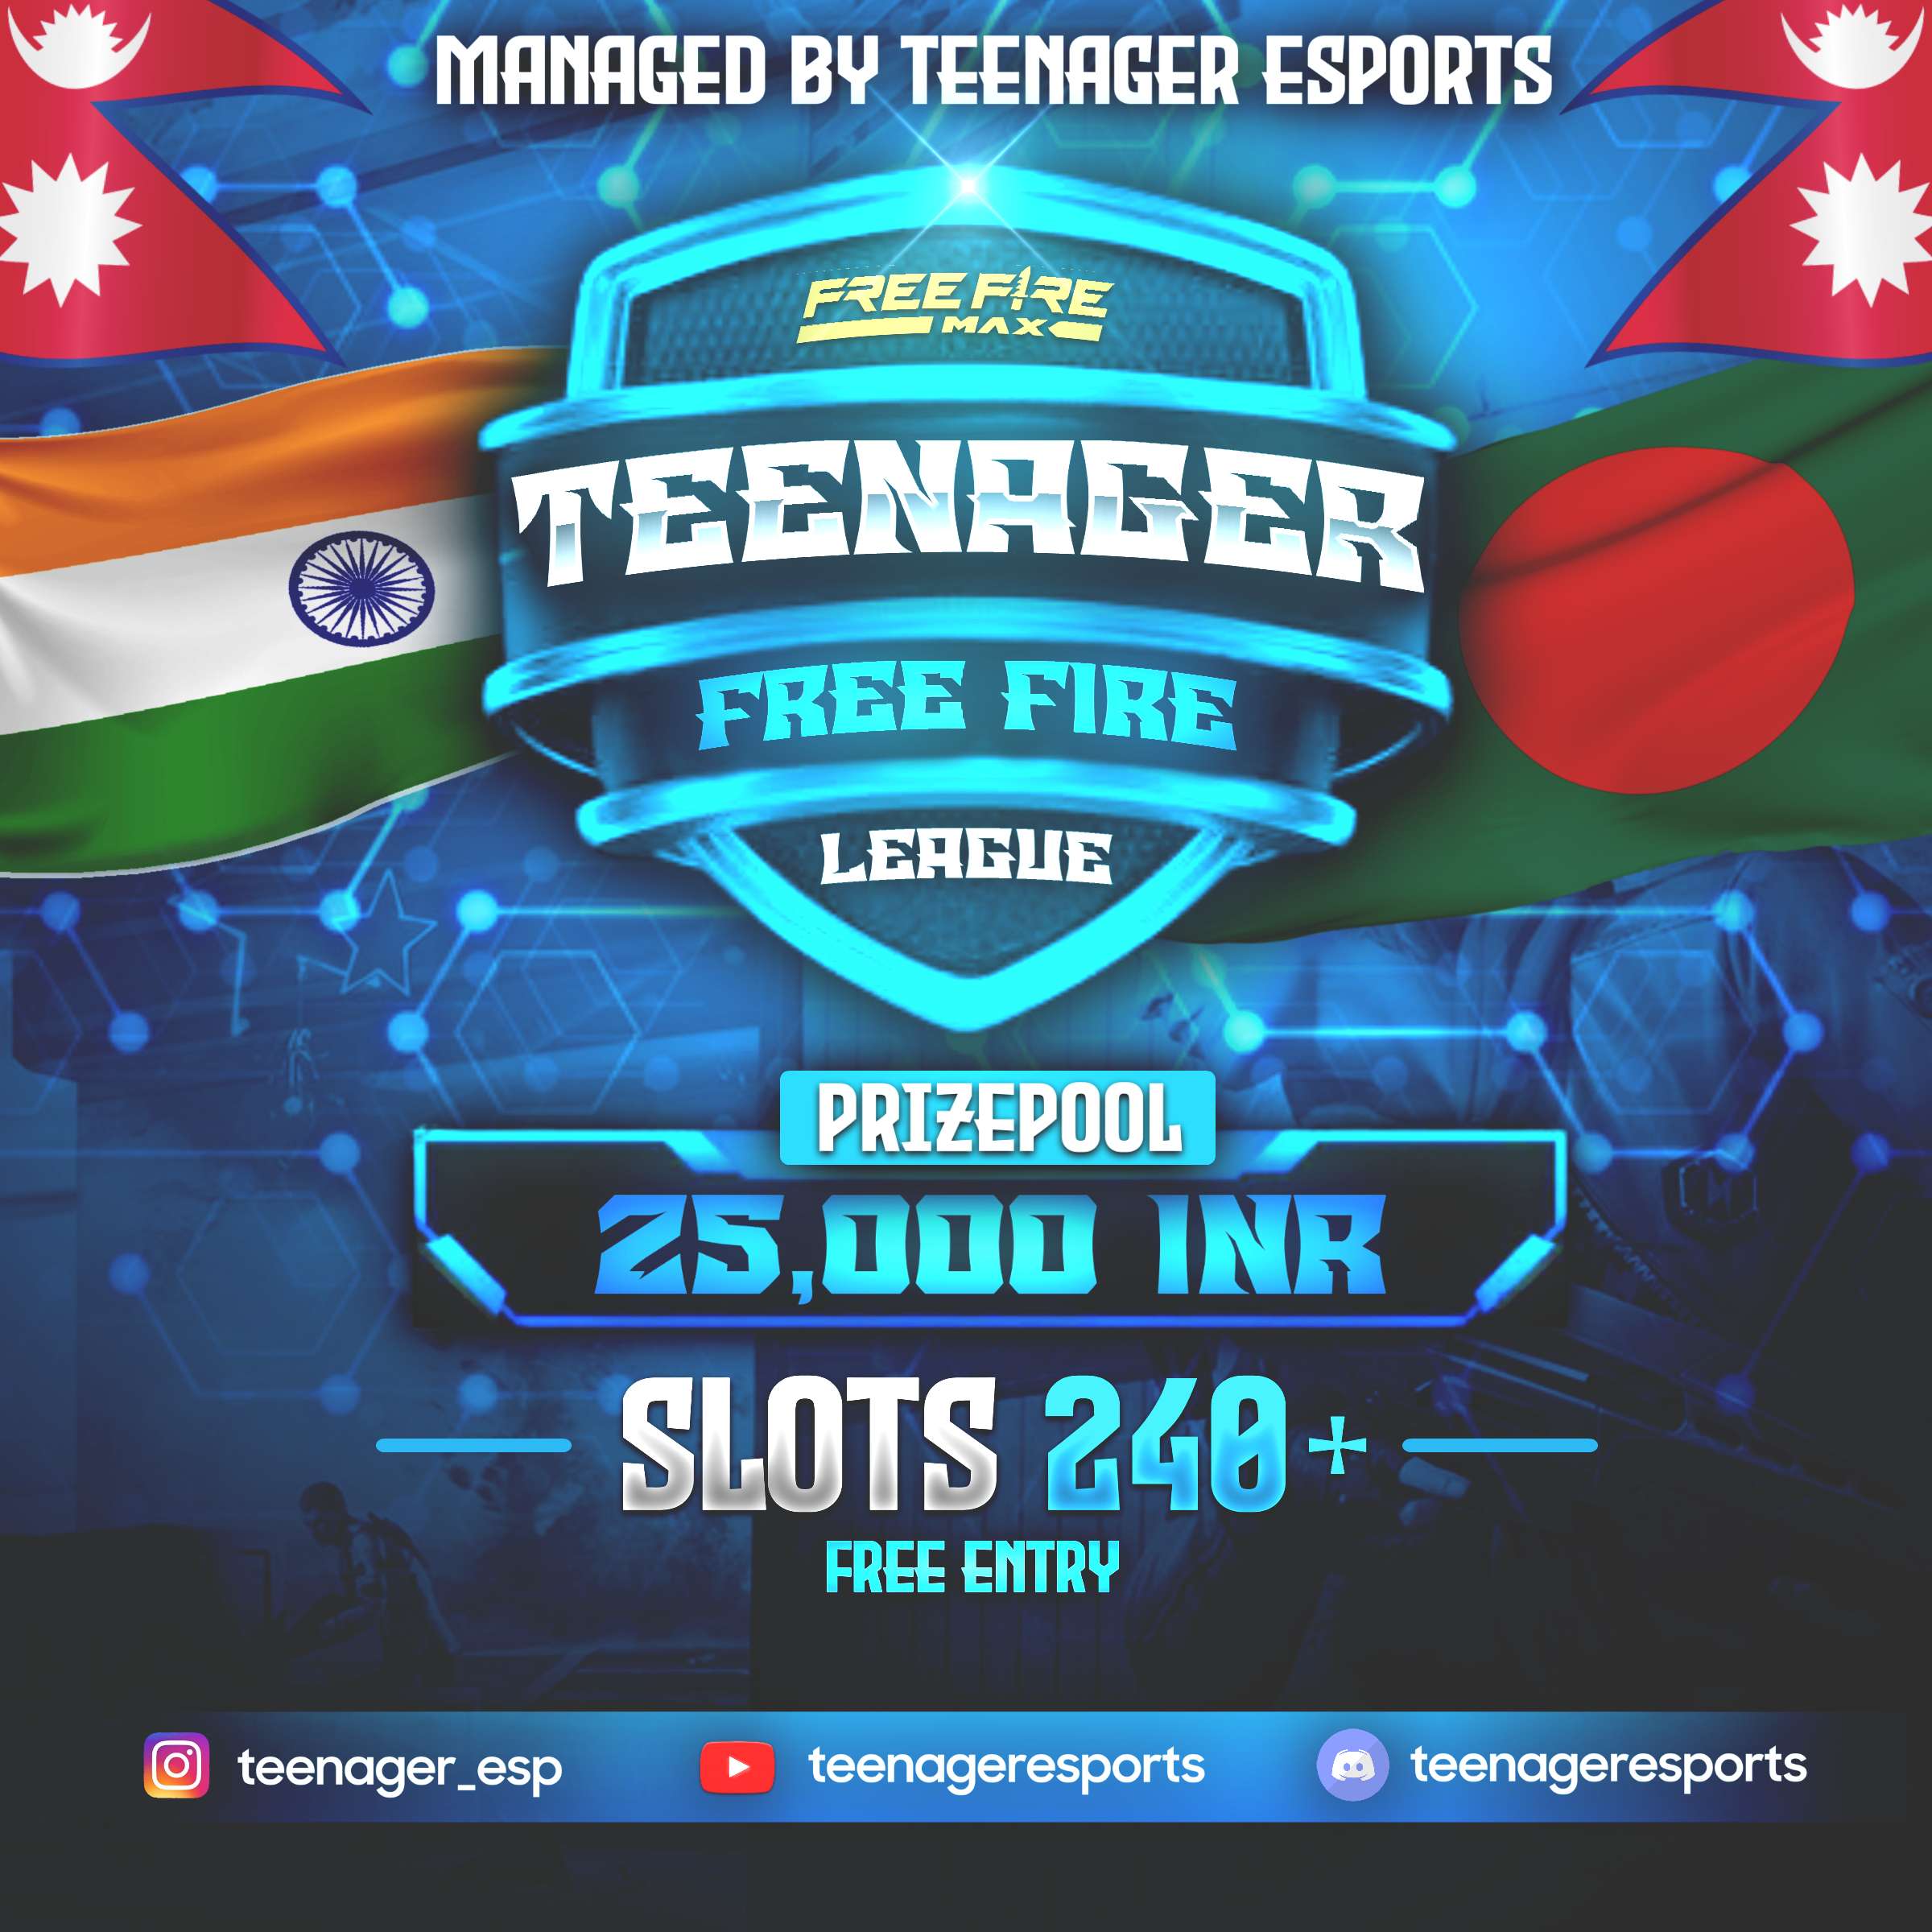 MANAGED BY TEENAGER ESPORTS
FREE FIRE
MAX
TEENAGER
FREE FIRE
LEAGUE
PRIZEPOOL
25,000 INR
SLOTS 240+
FREE ENTRY
teenager_esp
teenageresports
teenageresports